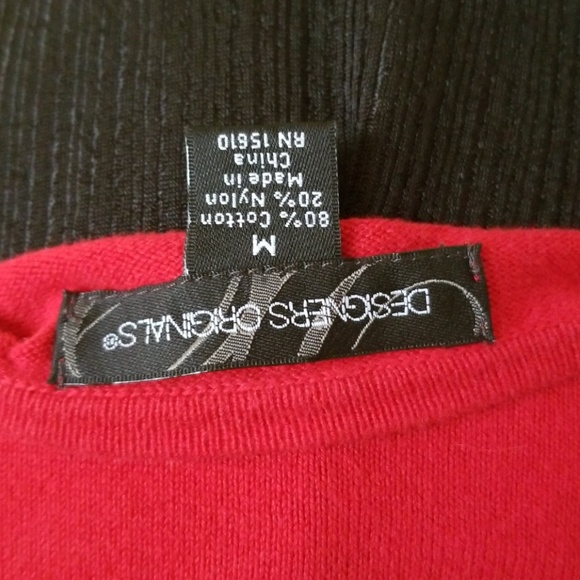 DESIGNERS ORIGINALS®
M
80% Cotton
20% Nylon
Made in
China
RN 15610